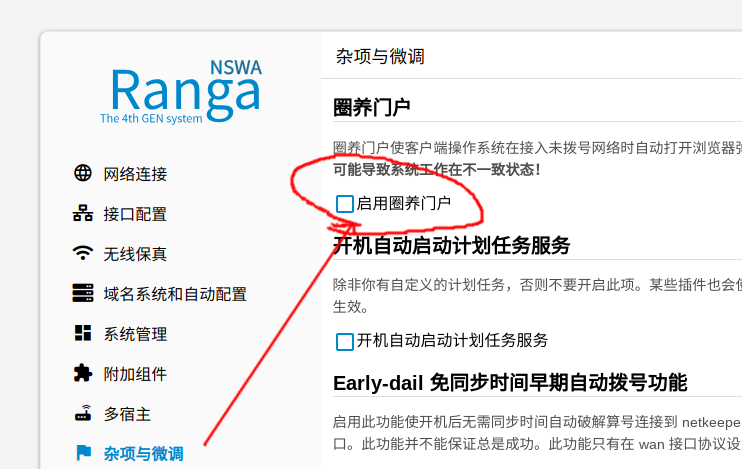 NSWA
Ranga
The 4th GEN system
网络连接
接口配置
无线保真
域名系统和自动配置
系统管理
附加组件
多宿主
杂项与微调
杂项与微调
圈养门户
圈养门户使客户端操作系统在接入未拨号网络时自动打开浏览器
可能导致系统工作在不一致状态！
启用圈养门户
开机自动启动计划任务服务
除非你有自定义的计划任务，否则不要开启此项。某些插件也会使
生效。
开机自动启动计划任务服务
Early-dail 免同步时间早期自动拨号功能
启用此功能使开机后无需同步时间自动破解算号连接到 netkeepe
口。此功能并不能保证总是成功。此功能只有在 wan 接口协议设